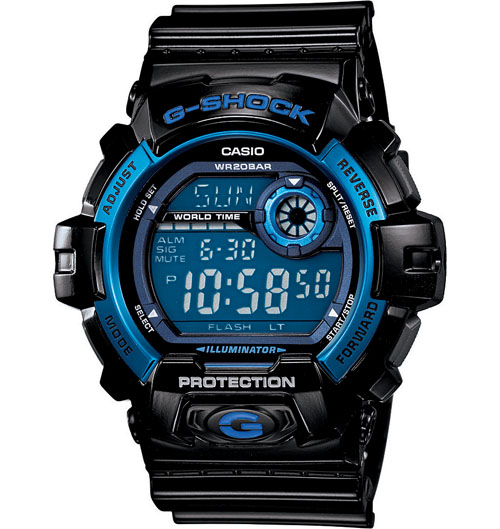 G-SHOCK
CASIO
WR20BAR
ADJUST
HOLD SET
REVERSE
SPLIT/RESET
SUN
WORLD TIME
ALM
SIG
MUTE
6-30
P 10:58 50
FLASH LT
MODE
SELECT
START/STOP
FORWARD
ILLUMINATOR
PROTECTION
G